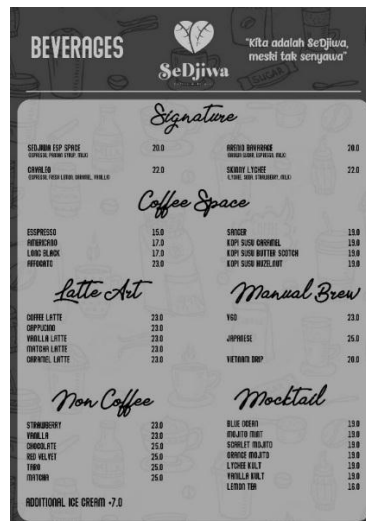 BEVERAGES
SeDjiwa
"Kita adalah SeDjiwa,
meski tak senyawa"
Signature
SEDJIWA ESP SPACE 20.0
AREND BAVARAGE 20.0
CAVALEO 22.0
SKINNY LYCHEE 22.0
Coffee Space
ESSPRESSO 15.0
AMERICANO 17.0
LONG BLACK 17.0
AFFOGATO 23.0
SANGER 19.0
KOPI SUSU CARAMEL 19.0
KOPI SUSU BUTTER SCOTCH 19.0
KOPI SUSU HAZELNUT 19.0
Latte Art
COFFEE LATTE 23.0
CAPPUCINO 23.0
VANILLA LATTE 23.0
MATCHA LATTE 23.0
CARAMEL LATTE 23.0
Manual Brew
V60 23.0
JAPANESE 25.0
VIETNAM DRIP 20.0
Non Coffee
STRAWBERRY 23.0
VANILLA 23.0
CHOCOLATE 25.0
RED VELVET 25.0
TARO 25.0
MATCHA 25.0
ADDITIONAL ICE CREAM +7.0
Mocktail
BLUE OCEAN 19.0
MOJITO MINT 19.0
SCARLET MOJITO 19.0
ORANGE MOJITO 19.0
LYCHEE KULT 19.0
VANILLA KULT 19.0
LEMON TEA 16.0